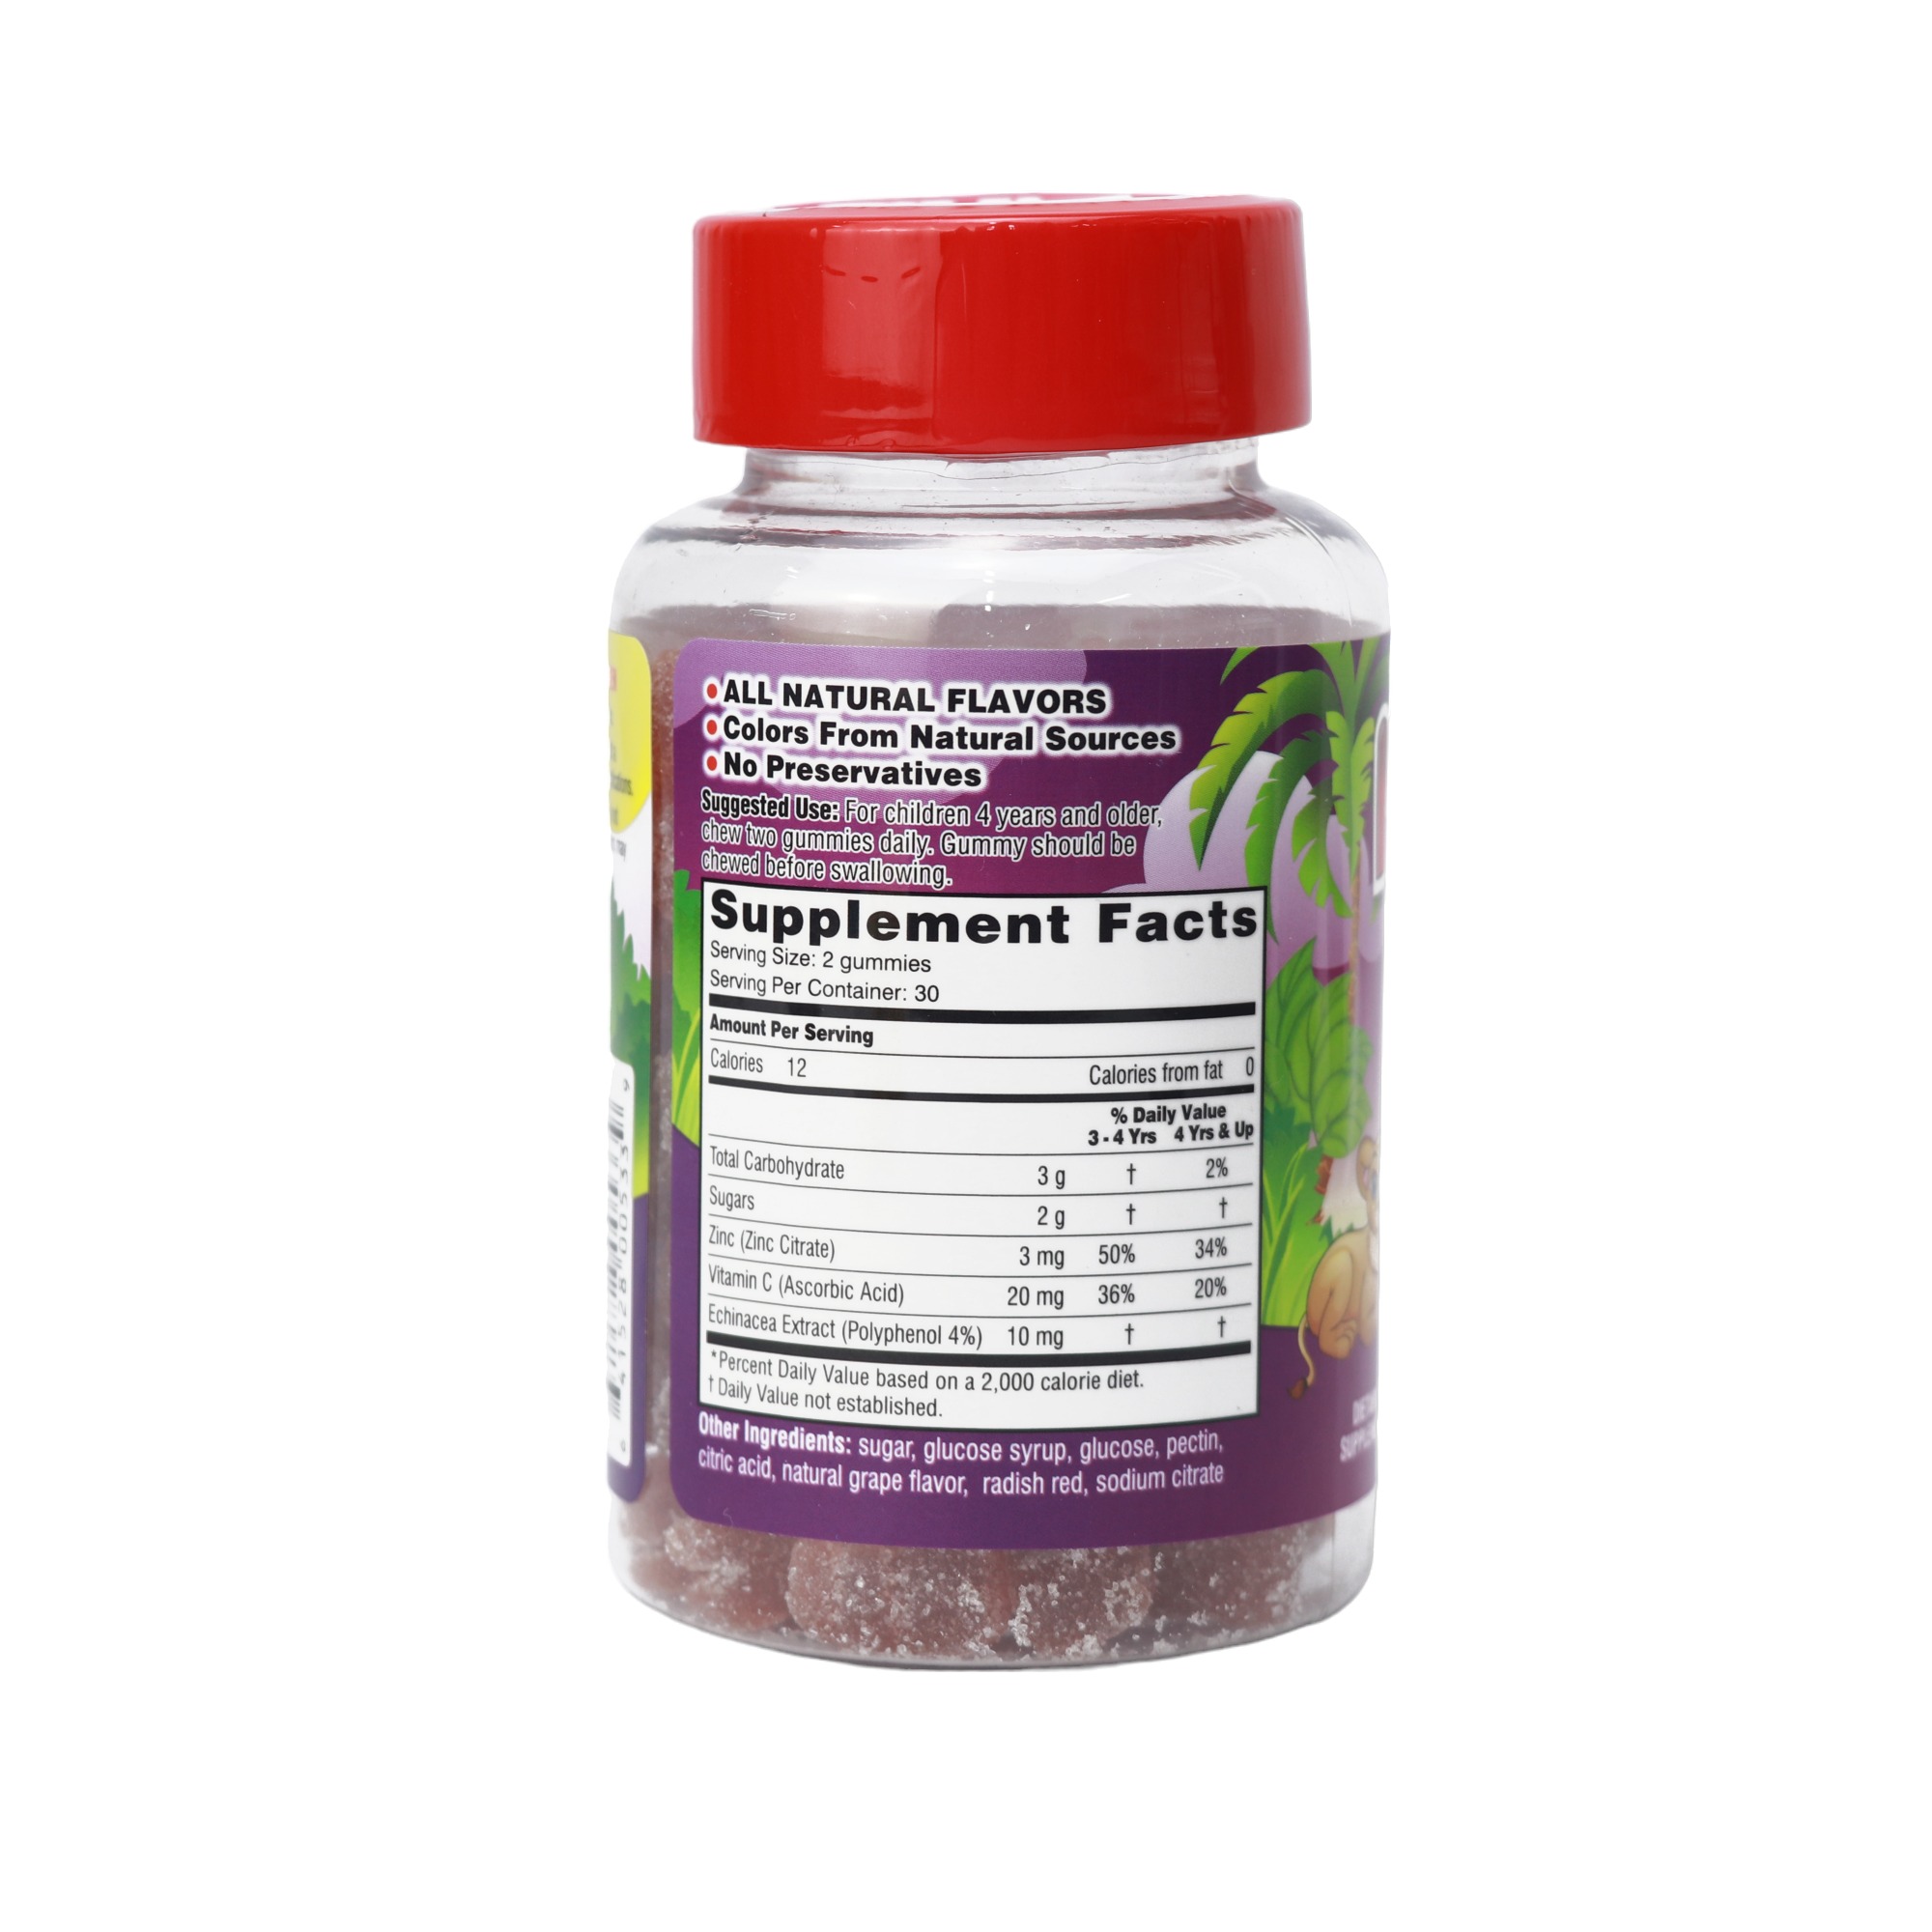 •ALL NATURAL FLAVORS
•Colors From Natural Sources
•No Preservatives
Suggested Use: For children 4 years and older,
chew two gummies daily. Gummy should be
chewed before swallowing.
Supplement Facts
Serving Size: 2 gummies
Serving Per Container: 30
Amount Per Serving
Calories 12 Calories from fat 0
% Daily Value
3 - 4 Yrs 4 Yrs & Up
Total Carbohydrate 3 g † 2%
Sugars 2 g † †
Zinc (Zinc Citrate) 3 mg 50% 34%
Vitamin C (Ascorbic Acid) 20 mg 36% 20%
Echinacea Extract (Polyphenol 4%) 10 mg † †
*Percent Daily Value based on a 2,000 calorie diet.
† Daily Value not established.
Other Ingredients: sugar, glucose syrup, glucose, pectin,
citric acid, natural grape flavor, radish red, sodium citrate
may